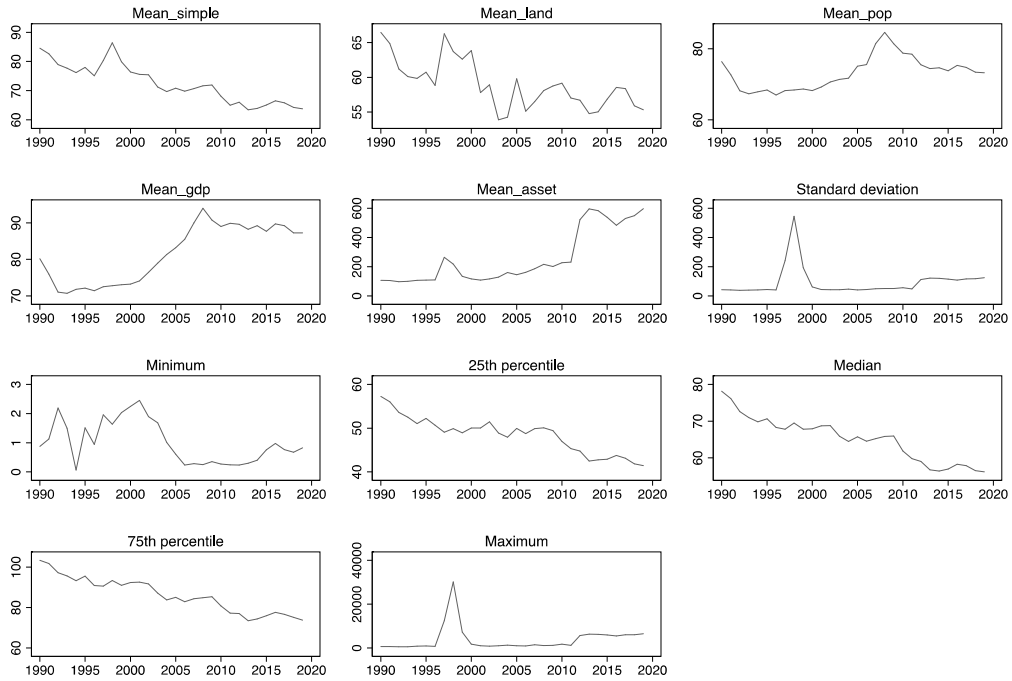 Mean_simple
60 70 80 90
1990 1995 2000 2005 2010 2015 2020
Mean_land
55 60 65
1990 1995 2000 2005 2010 2015 2020
Mean_pop
60 80
1990 1995 2000 2005 2010 2015 2020
Mean_gdp
70 80 90
1990 1995 2000 2005 2010 2015 2020
Mean_asset
0 200 400 600
1990 1995 2000 2005 2010 2015 2020
Standard deviation
0 200 400 600
1990 1995 2000 2005 2010 2015 2020
Minimum
0 1 2 3
1990 1995 2000 2005 2010 2015 2020
25th percentile
40 50 60
1990 1995 2000 2005 2010 2015 2020
Median
60 70 80
1990 1995 2000 2005 2010 2015 2020
75th percentile
60 80 100
1990 1995 2000 2005 2010 2015 2020
Maximum
0 20000 40000
1990 1995 2000 2005 2010 2015 2020